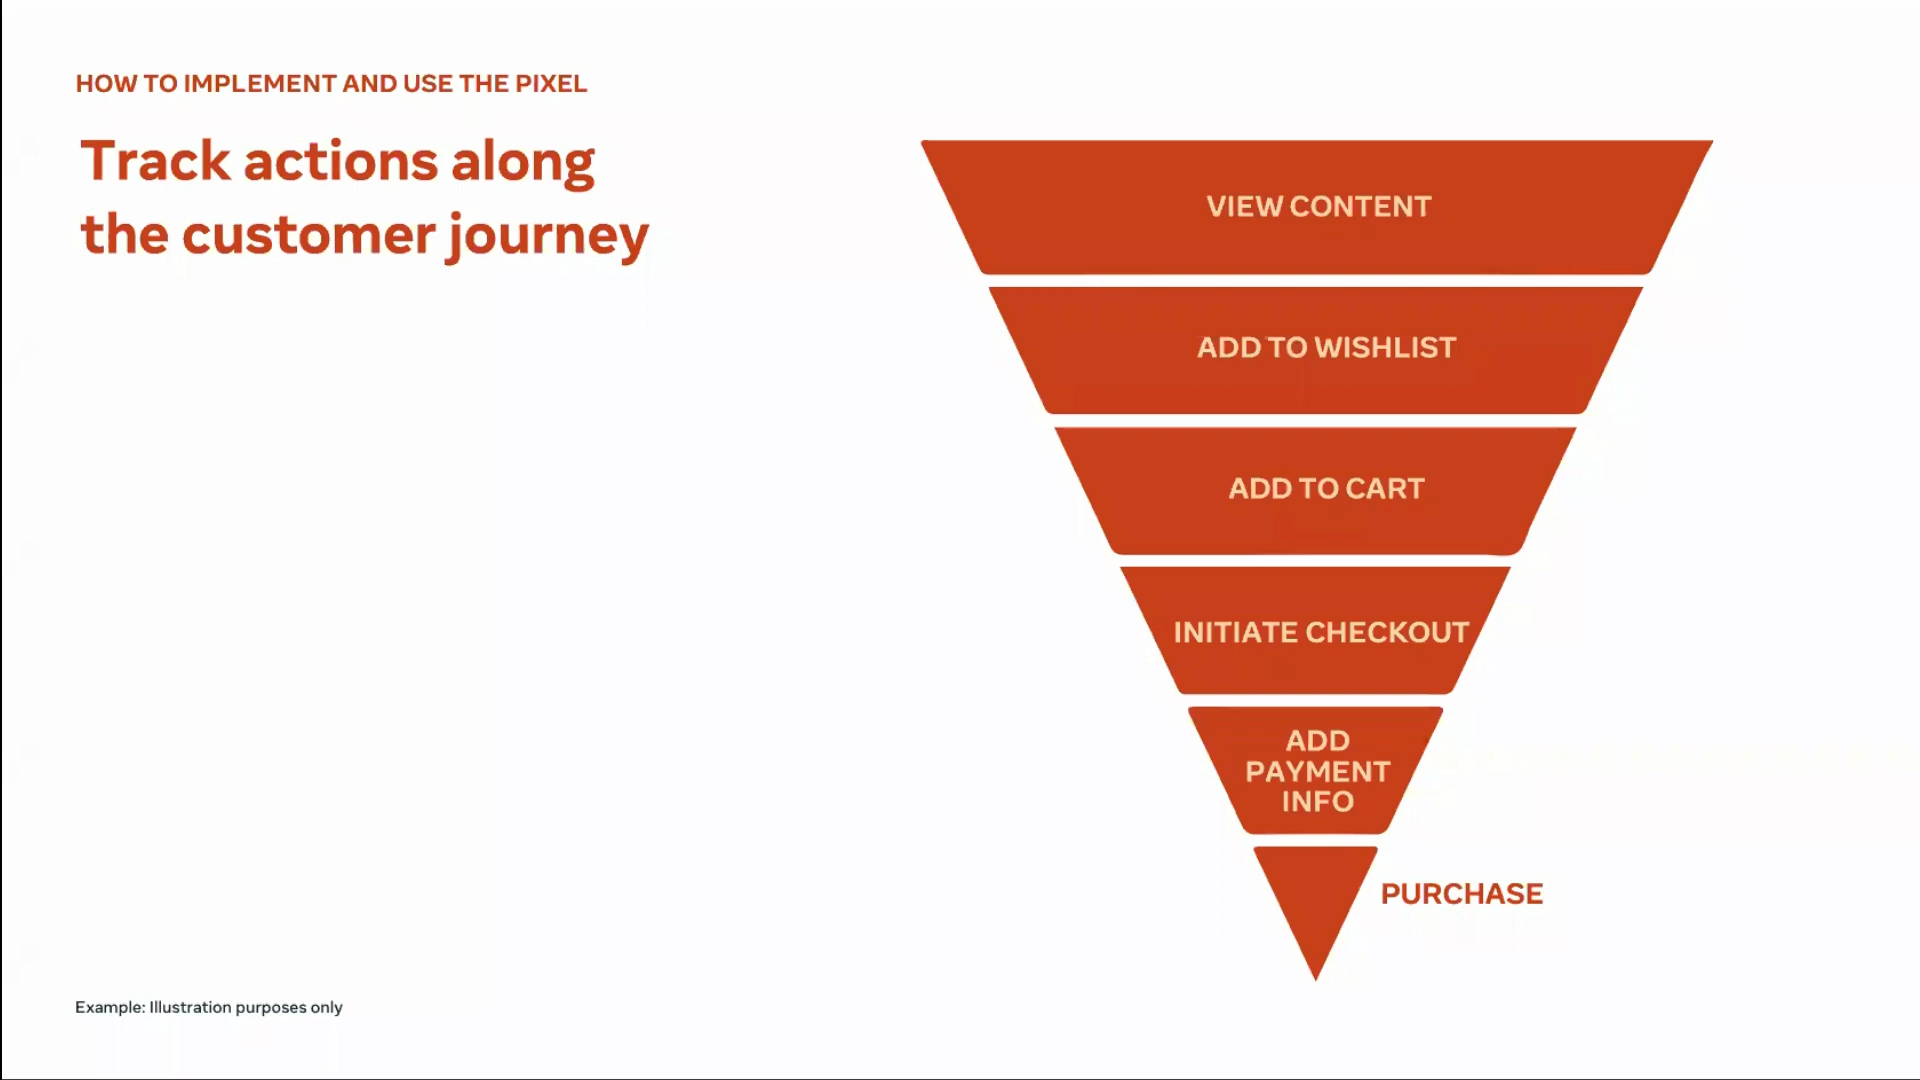 HOW TO IMPLEMENT AND USE THE PIXEL
Track actions along
the customer journey
VIEW CONTENT
ADD TO WISHLIST
ADD TO CART
INITIATE CHECKOUT
ADD
PAYMENT
INFO
PURCHASE
Example: Illustration purposes only